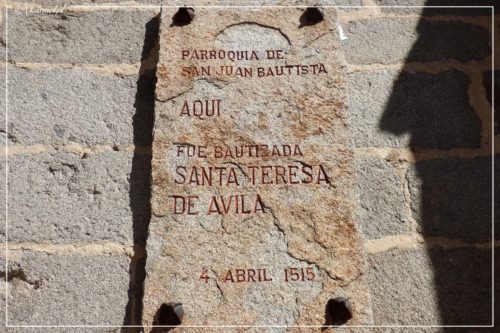 PARROQUIA DE
SAN JUAN BAUTISTA
AQUI
FUE BAUTIZADA
SANTA TERESA
DE AVILA
4 ABRIL 1515